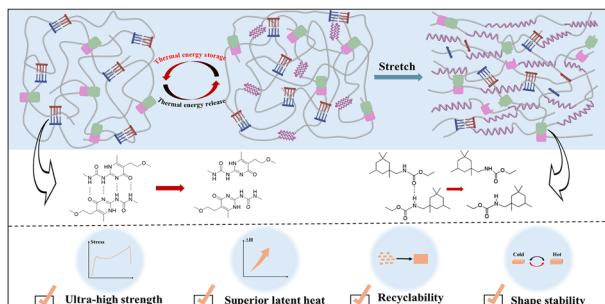 Thermal energy storage
Thermal energy release
Stretch
Stress
ΔH
Cold
Hot
Ultra-high strength
Superior latent heat
Recyclability
Shape stability